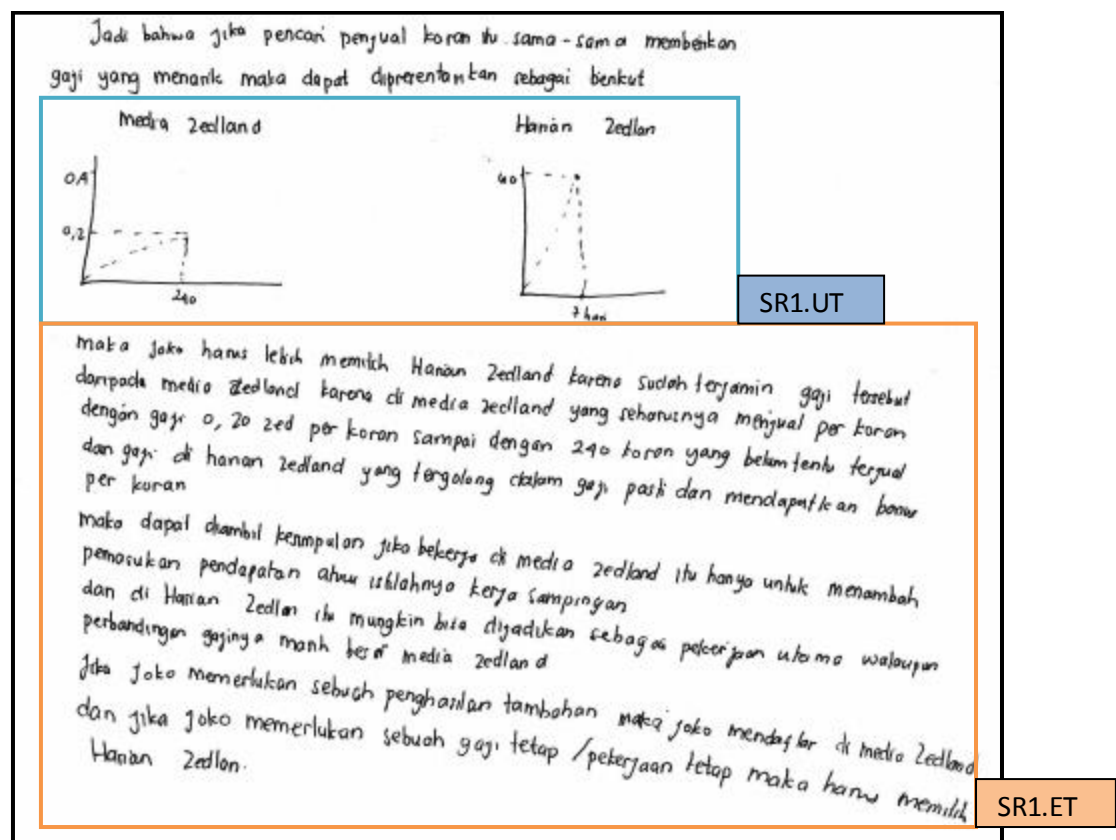 Jadi bahwa jika pencari penjual koran itu sama-sama memberikan
gaji yang menarik maka dapat diprerentankan sebagai berikut
Media Zedland
Harian Zedlan
0,4
0,2
240
60
7 hari
SR1.UT
maka joko harus lebih memilih Harian Zedland karena sudah terjamin gaji tersebut
daripada media Zedland karena di media zedland yang seharusnya menjual per koran
dengan gaji 0,20 zed per koran sampai dengan 240 koran yang belum tentu terjual
dan gaji di harian zedland yang tergolong dalam gaji pasti dan mendapatkan bonus
per koran
maka dapat diambil kesimpulan jika bekerja di media zedland itu hanya untuk menambah
pemasukan pendapatan atau istilahnya kerja sampingan
dan di Harian Zedlan itu mungkin bisa dijadikan sebagai pekerjaan utama walaupun
perbandingan gajinya masih besar media zedland
Jika joko memerlukan sebuah penghasilan tambahan maka joko mendaftar di media Zedland
dan jika joko memerlukan sebuah gaji tetap /pekerjaan tetap maka harus memilih
Harian Zedlan.
SR1.ET